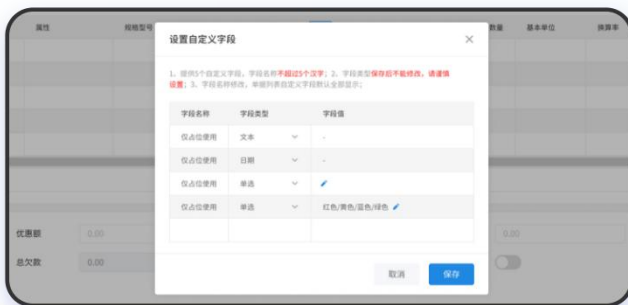 属性 规格型号 数量 基本单位 换算率
设置自定义字段
1、提供5个自定义字段，字段名称不超过5个汉字；2、字段类型保存后不能修改，请谨慎
设置；3、字段名称修改，单据列表自定义字段默认全部显示；
字段名称 字段类型 字段值
仅占位使用 文本 -
仅占位使用 日期 -
仅占位使用 单选
仅占位使用 单选 红色/黄色/蓝色/绿色
优惠额 0.00 0.00
总欠款 0.00
取消 保存